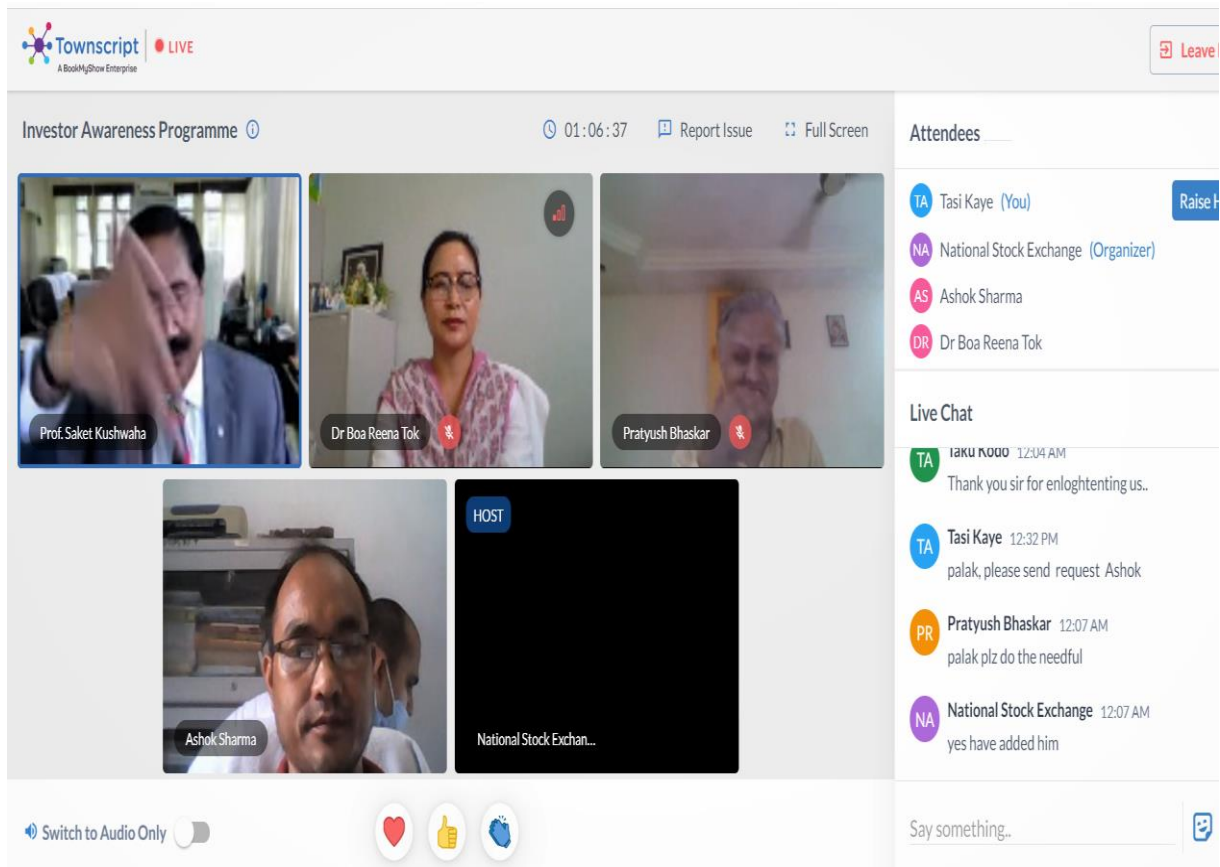 Townscript
LIVE
A BookMyShow Enterprise
Leave
Investor Awareness Programme
01:06:37
Report Issue
Full Screen
Prof. Saket Kushwaha
Dr Boa Reena Tok
Pratyush Bhaskar
Ashok Sharma
HOST
National Stock Exchan...
Switch to Audio Only
Attendees
TA Tasi Kaye (You)
Raise H
NA National Stock Exchange (Organizer)
AS Ashok Sharma
DR Dr Boa Reena Tok
Live Chat
TA Taku Kodo 12:04 AM
Thank you sir for enloghtenting us..
TA Tasi Kaye 12:32 PM
palak, please send request Ashok
PR Pratyush Bhaskar 12:07 AM
palak plz do the needful
NA National Stock Exchange 12:07 AM
yes have added him
Say something..